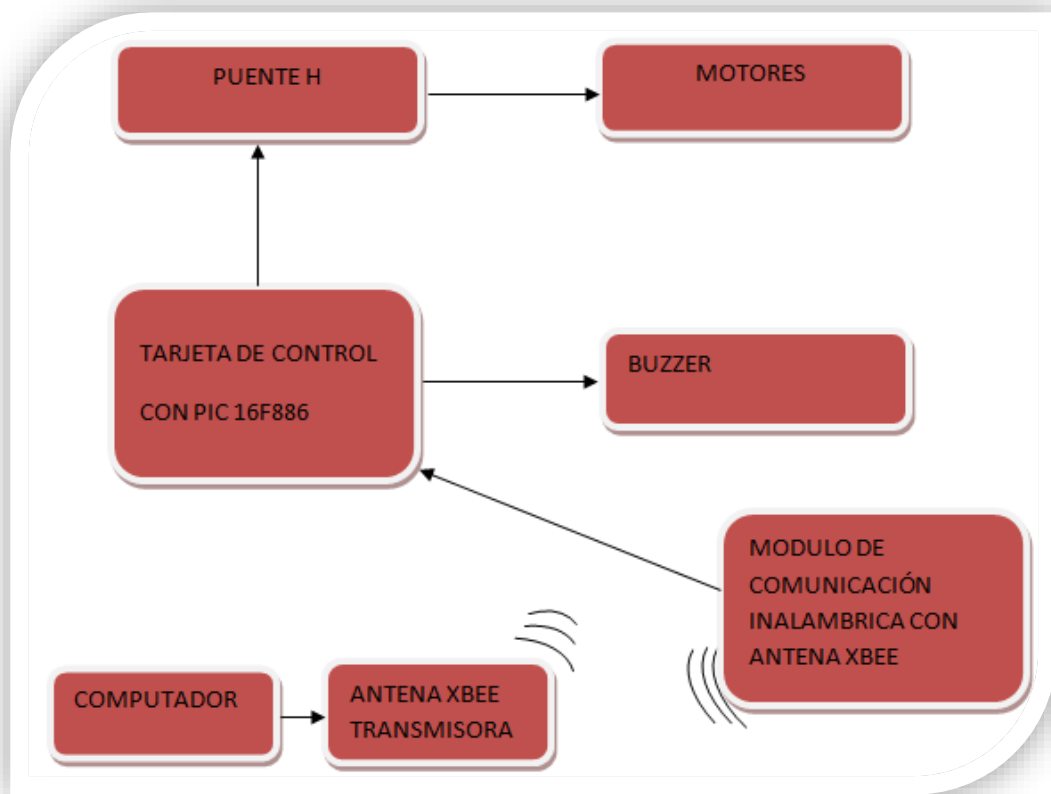 PUENTE H
MOTORES
TARJETA DE CONTROL
CON PIC 16F886
BUZZER
MODULO DE
COMUNICACIÓN
INALAMBRICA CON
ANTENA XBEE
COMPUTADOR
ANTENA XBEE
TRANSMISORA